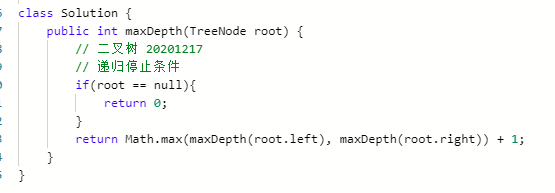 class Solution {
public int maxDepth(TreeNode root) {
// 二叉树 20201217
// 递归停止条件
if(root == null){
return 0;
}
return Math.max(maxDepth(root.left), maxDepth(root.right)) + 1;
}
}